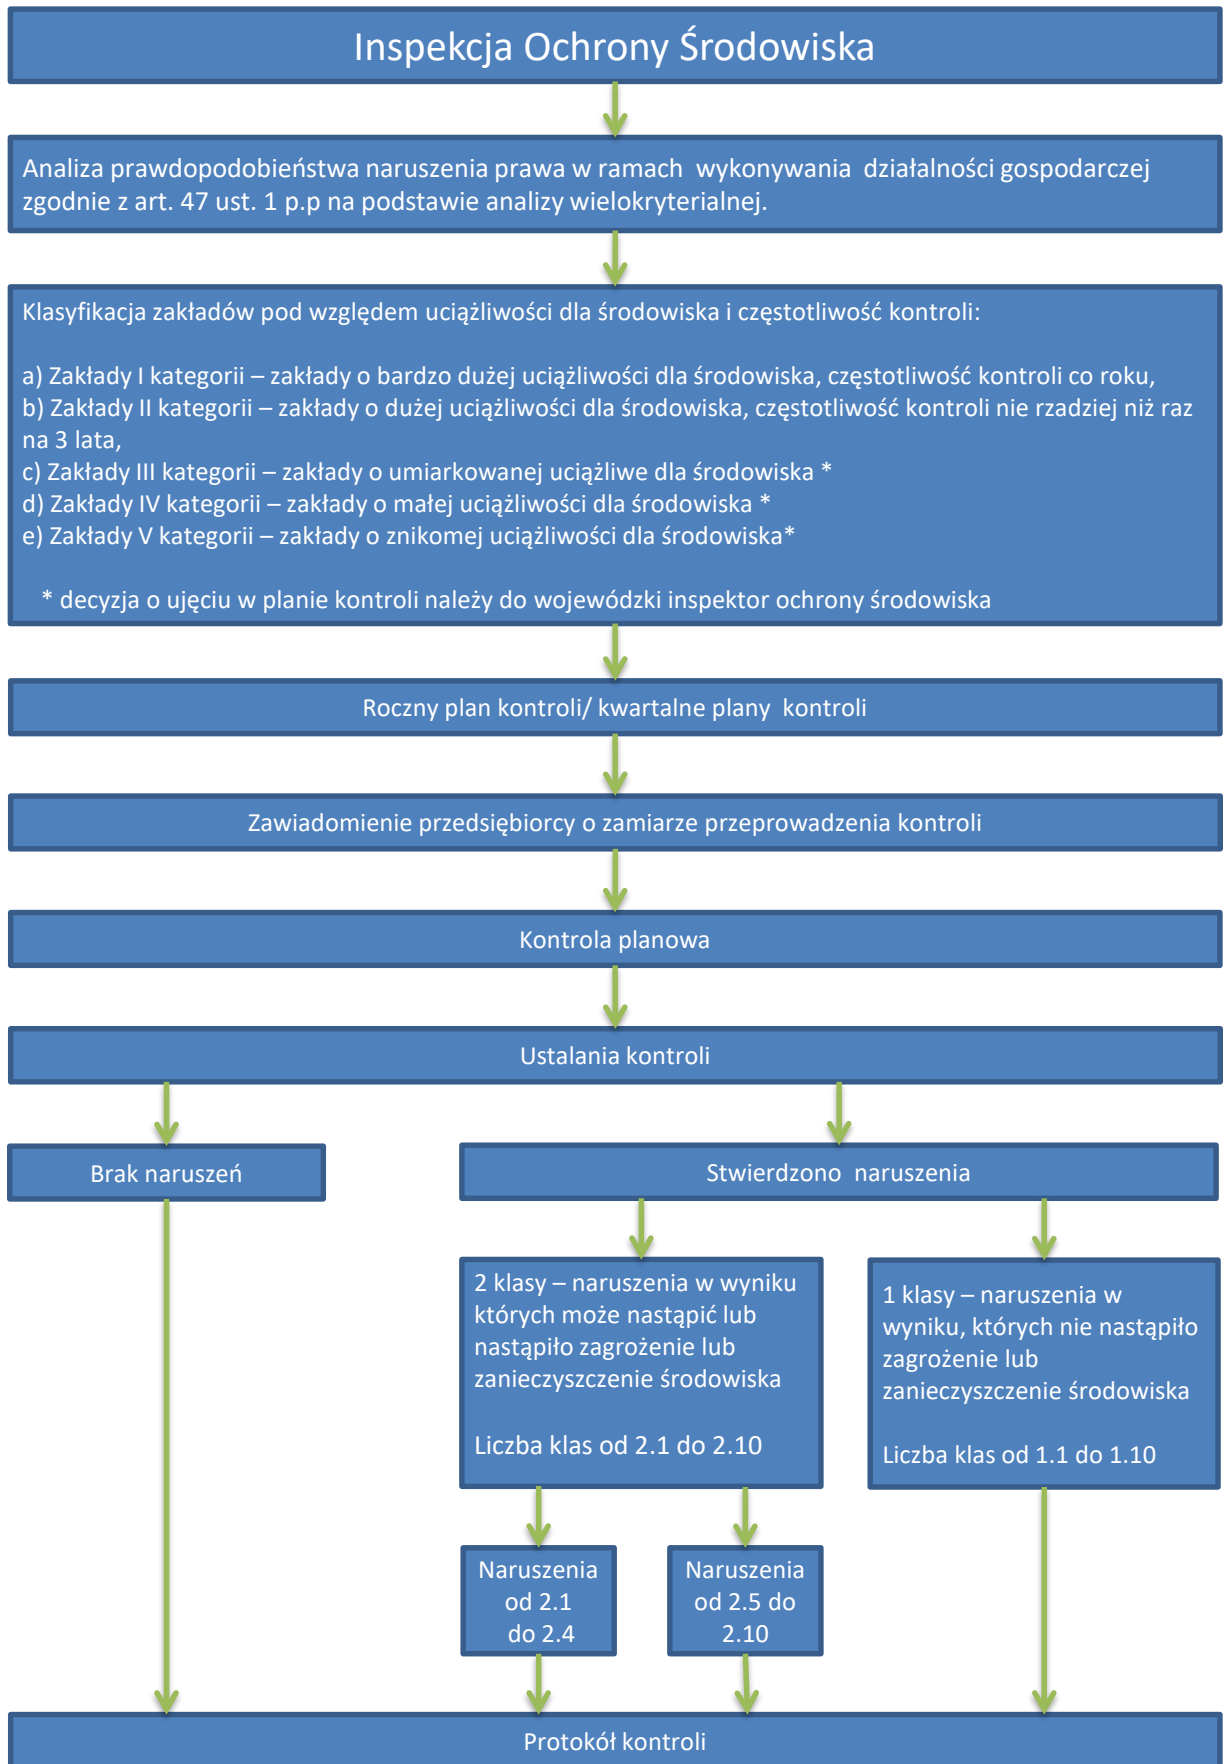 Inspekcja Ochrony Środowiska
Analiza prawdopodobieństwa naruszenia prawa w ramach wykonywania działalności gospodarczej
zgodnie z art. 47 ust. 1 p.p na podstawie analizy wielokryterialnej.
Klasyfikacja zakładów pod względem uciążliwości dla środowiska i częstotliwość kontroli:
a) Zakłady I kategorii – zakłady o bardzo dużej uciążliwości dla środowiska, częstotliwość kontroli co roku,
b) Zakłady II kategorii – zakłady o dużej uciążliwości dla środowiska, częstotliwość kontroli nie rzadziej niż raz
na 3 lata,
c) Zakłady III kategorii – zakłady o umiarkowanej uciążliwe dla środowiska *
d) Zakłady IV kategorii – zakłady o małej uciążliwości dla środowiska *
e) Zakłady V kategorii – zakłady o znikomej uciążliwości dla środowiska*
* decyzja o ujęciu w planie kontroli należy do wojewódzki inspektor ochrony środowiska
Roczny plan kontroli/ kwartalne plany kontroli
Zawiadomienie przedsiębiorcy o zamiarze przeprowadzenia kontroli
Kontrola planowa
Ustalania kontroli
Brak naruszeń
Stwierdzono naruszenia
2 klasy – naruszenia w wyniku
których może nastąpić lub
nastąpiło zagrożenie lub
zanieczyszczenie środowiska
Liczba klas od 2.1 do 2.10
1 klasy – naruszenia w
wyniku, których nie nastąpiło
zagrożenie lub
zanieczyszczenie środowiska
Liczba klas od 1.1 do 1.10
Naruszenia
od 2.1
do 2.4
Naruszenia
od 2.5 do
2.10
Protokół kontroli